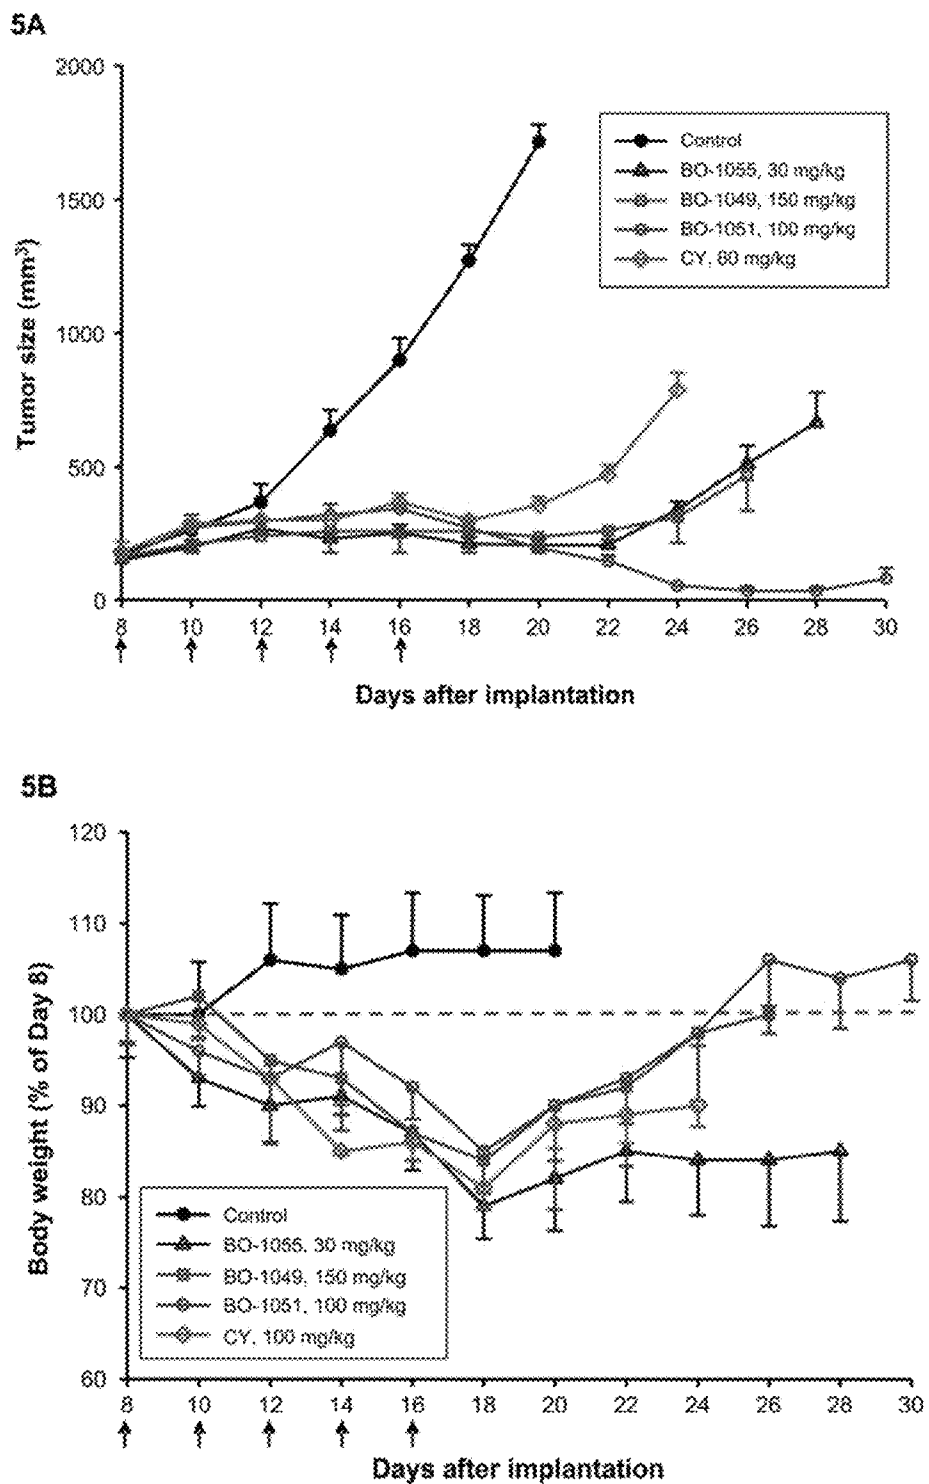 5A
2000
1500
1000
500
0
Tumor size (mm³)
Control
BO-1055, 30 mg/kg
BO-1049, 150 mg/kg
BO-1051, 100 mg/kg
CY, 60 mg/kg
8 10 12 14 16 18 20 22 24 26 28 30
Days after implantation
5B
120
110
100
90
80
70
60
Body weight (% of Day 8)
Control
BO-1055, 30 mg/kg
BO-1049, 150 mg/kg
BO-1051, 100 mg/kg
CY, 100 mg/kg
8 10 12 14 16 18 20 22 24 26 28 30
Days after implantation